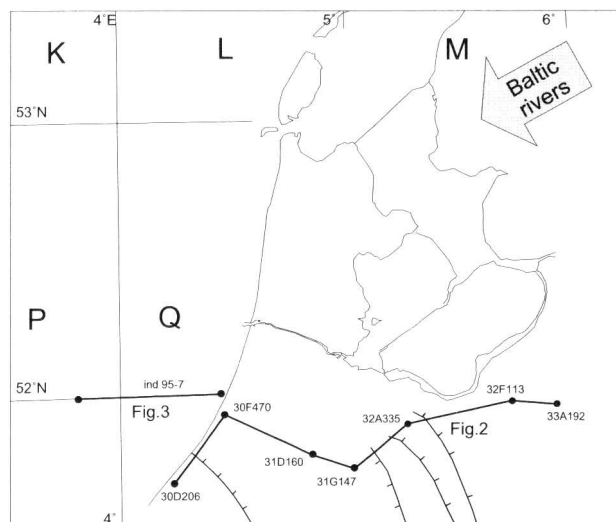 4˚E
5˚
6˚
K
L
M
Baltic
rivers
53˚N
P
Q
52˚N
ind 95-7
Fig.3
30F470
32F113
33A192
32A335
Fig.2
31D160
31G147
30D206
4˚